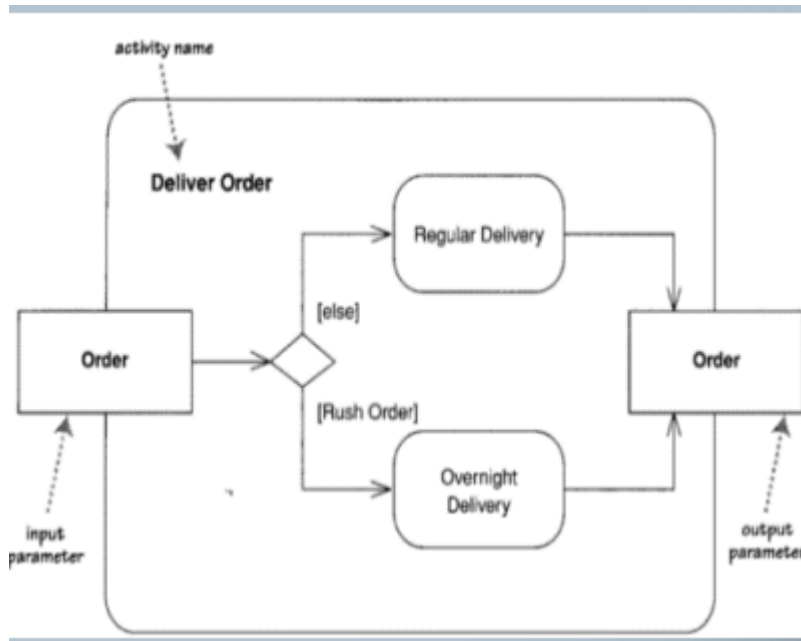 activity name
Deliver Order
Regular Delivery
[else]
Order
Order
[Rush Order]
Overnight
Delivery
input
parameter
output
parameter